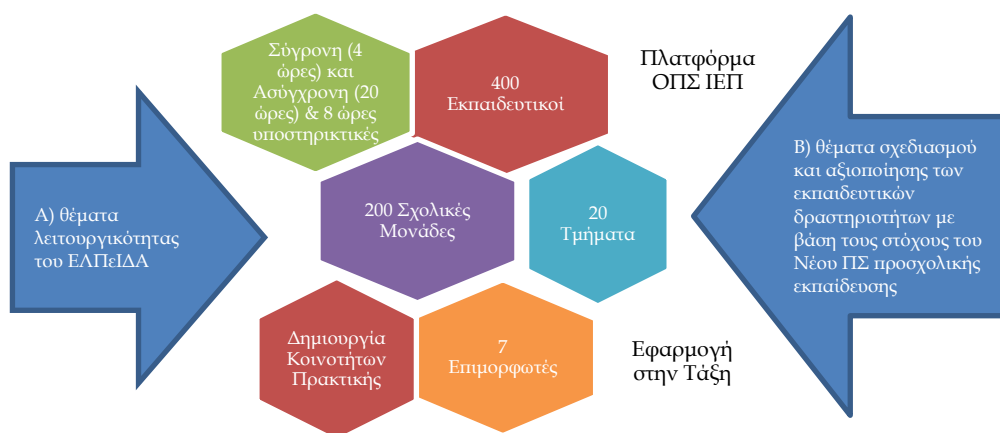 Σύγρονη (4
ώρες) και
Ασύγχρονη (20
ώρες) & 8 ώρες
υποστηρικτικές
400
Εκπαιδευτικοί
Πλατφόρμα
ΟΠΣ ΙΕΠ
Α) θέματα
λειτουργικότητας
του ΕΛΠεΙΔΑ
200 Σχολικές
Μονάδες
20
Τμήματα
Β) θέματα σχεδιασμού
και αξιοποίησης των
εκπαιδευτικών
δραστηριοτήτων με
βάση τους στόχους του
Νέου ΠΣ προσχολικής
εκπαίδευσης
Δημιουργία
Κοινοτήτων
Πρακτικής
7
Επιμορφωτές
Εφαρμογή
στην Τάξη